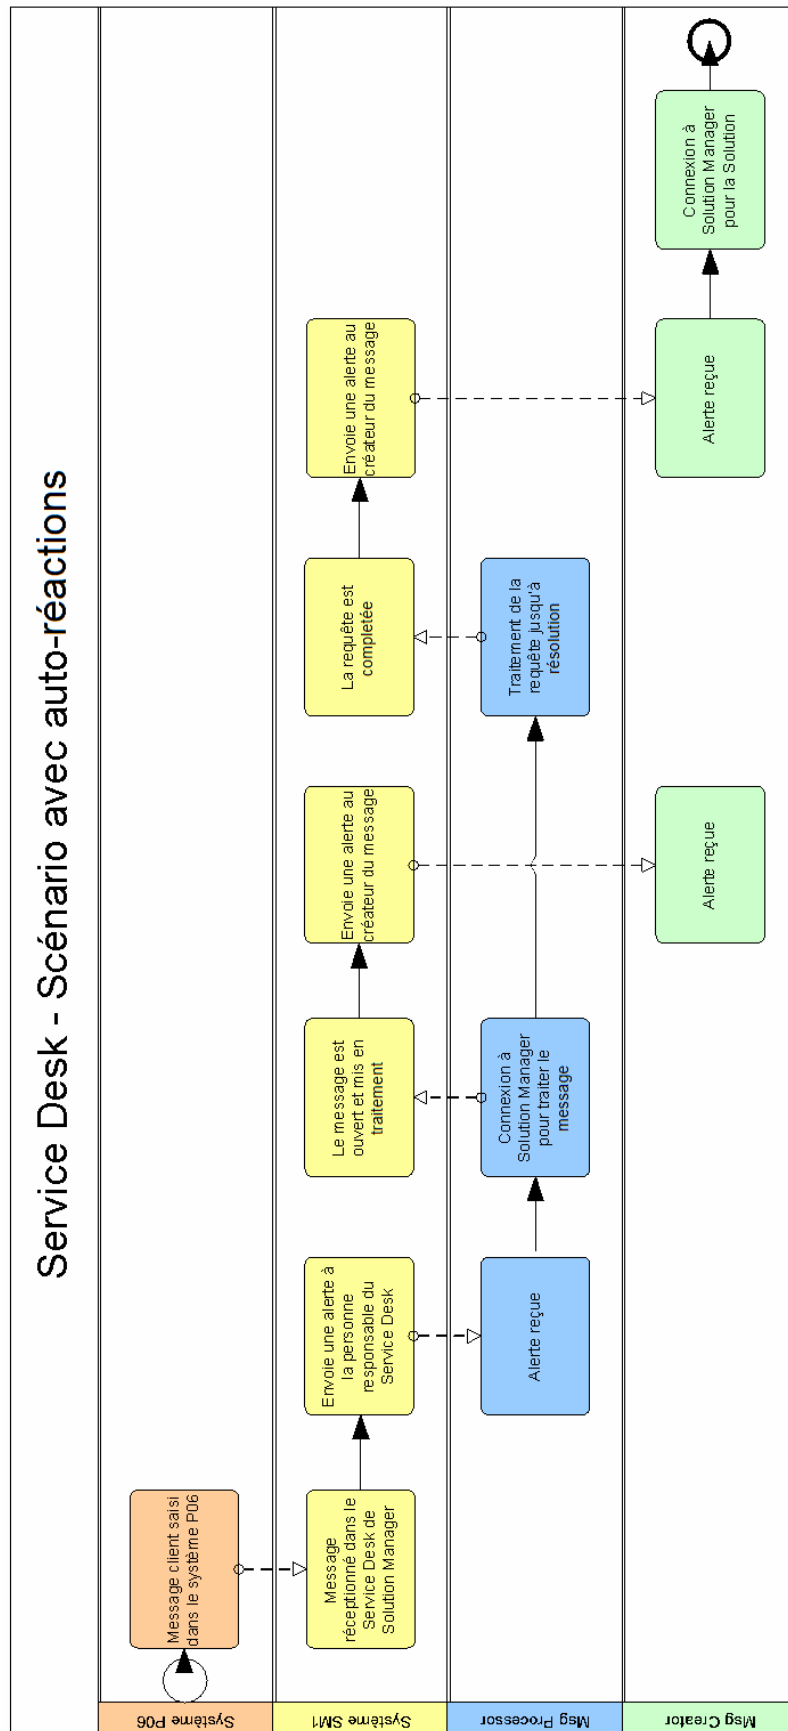 Service Desk - Scénario avec auto-réactions
Système P06
Message client saisi
dans le système P06
Système SM1
Message
réceptionné dans le
Service Desk de
Solution Manager
Envoie une alerte à
la personne
responsable du
Service Desk
Le message est
ouvert et mis en
traitement
Envoie une alerte au
créateur du message
La requête est
completée
Envoie une alerte au
créateur du message
Msg Processor
Alerte reçue
Connexion à
Solution Manager
pour traiter le
message
Traitement de la
requête jusqu'à
résolution
Msg Creator
Alerte reçue
Alerte reçue
Connexion à
Solution Manager
pour la Solution